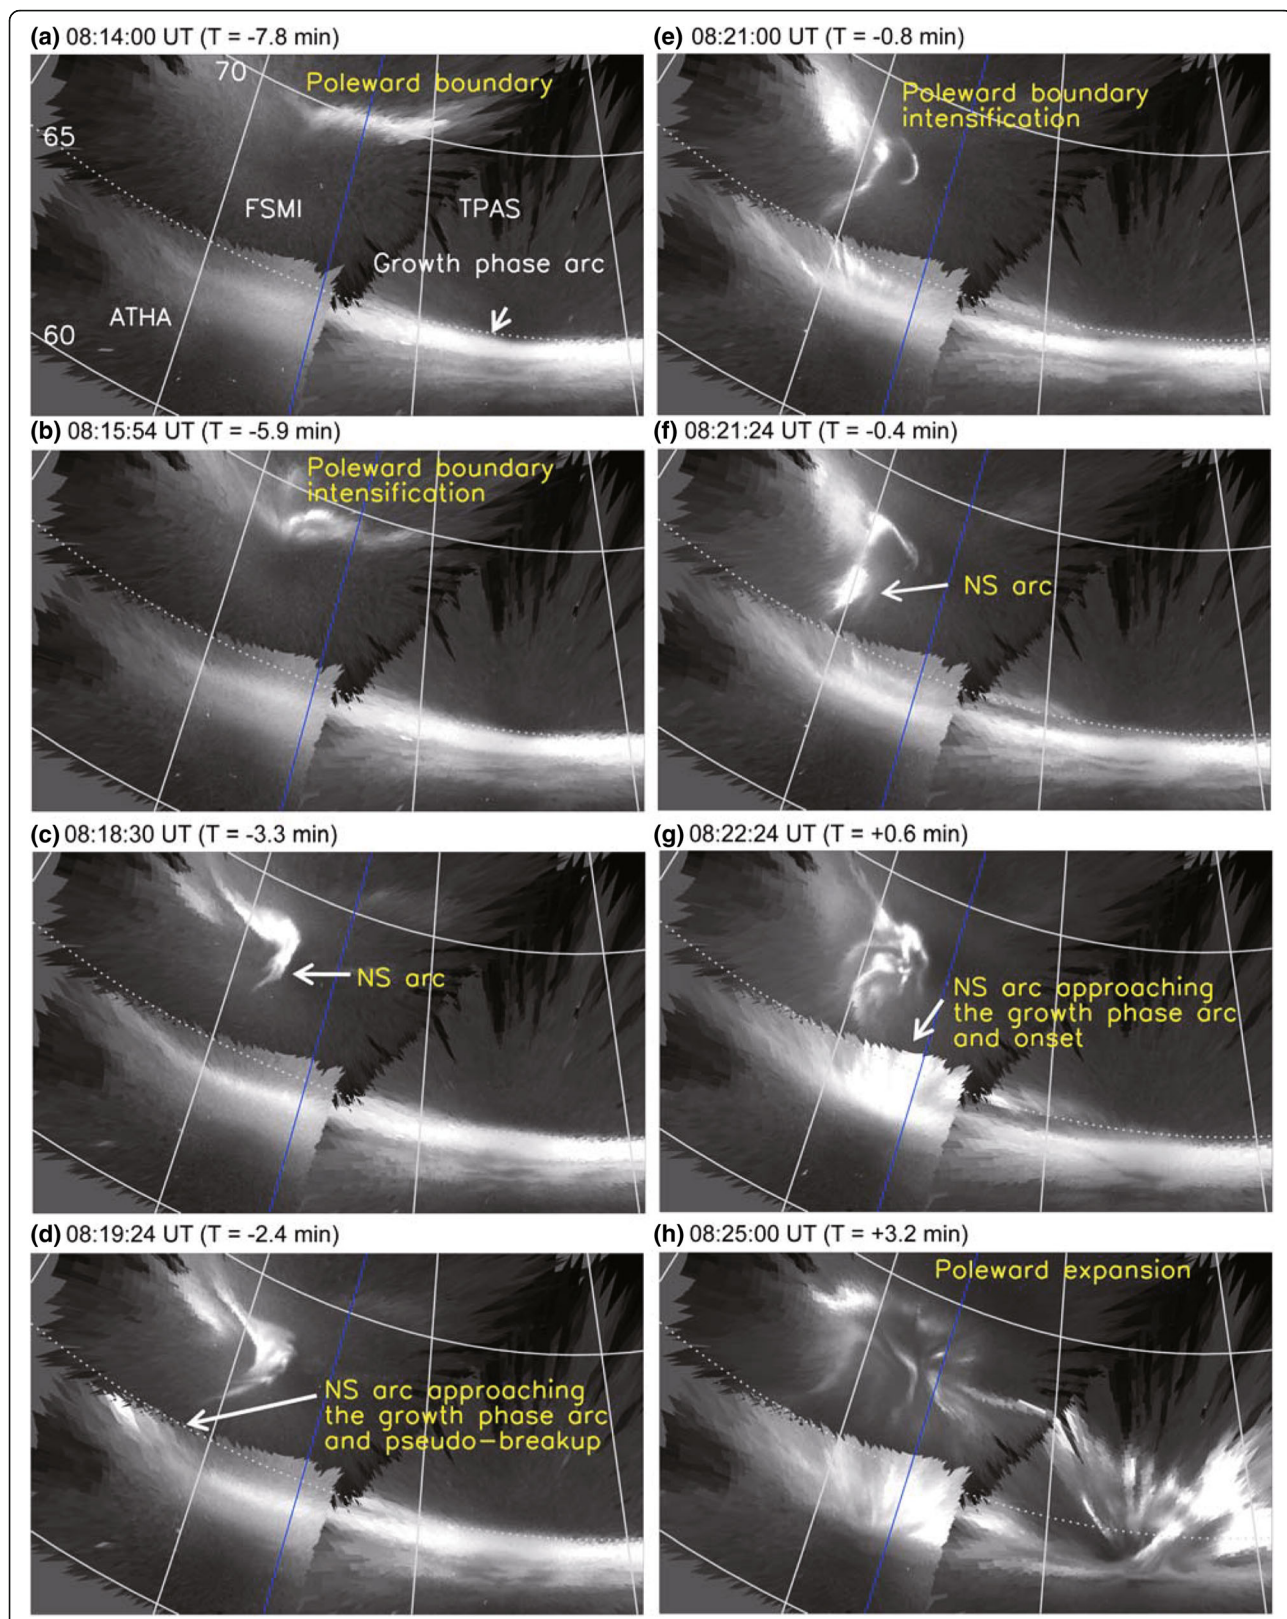 (a) 08:14:00 UT (T = -7.8 min)
70
Poleward boundary
65
FSMI
TPAS
Growth phase arc
ATHA
60
(b) 08:15:54 UT (T = -5.9 min)
Poleward boundary
intensification
(c) 08:18:30 UT (T = -3.3 min)
NS arc
(d) 08:19:24 UT (T = -2.4 min)
NS arc approaching
the growth phase arc
and pseudo-breakup
(e) 08:21:00 UT (T = -0.8 min)
Poleward boundary
intensification
(f) 08:21:24 UT (T = -0.4 min)
NS arc
(g) 08:22:24 UT (T = +0.6 min)
NS arc approaching
the growth phase arc
and onset
(h) 08:25:00 UT (T = +3.2 min)
Poleward expansion